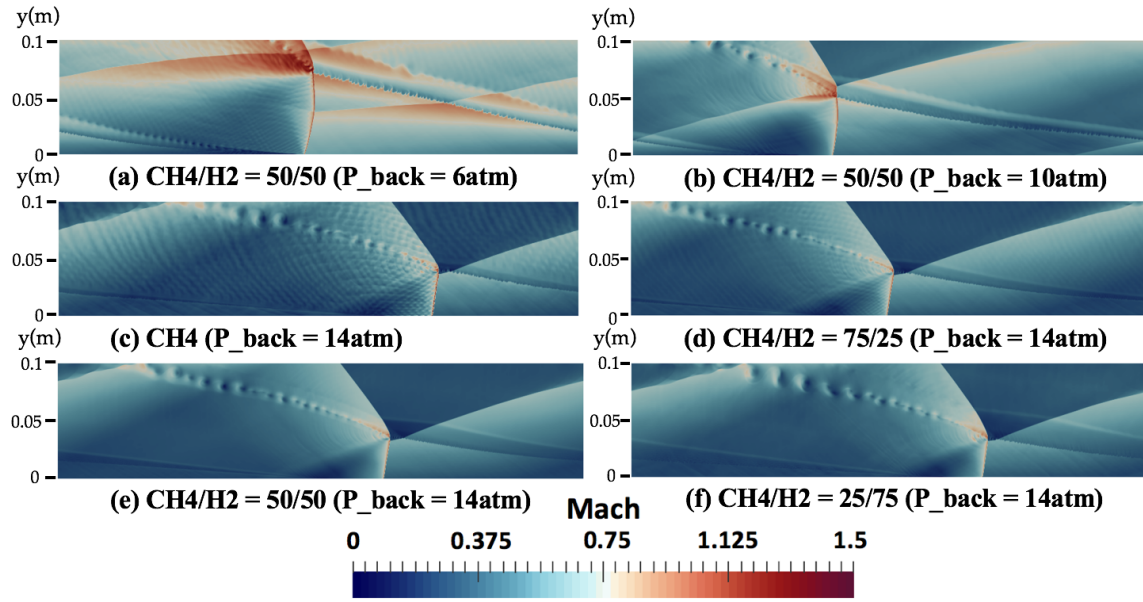 y(m)
y(m)
0.1
0.1
0.05
0.05
0
0
(a) CH4/H2 = 50/50 (P_back = 6atm)
(b) CH4/H2 = 50/50 (P_back = 10atm)
y(m)
y(m)
0.1
0.1
0.05
0.05
0
0
(c) CH4 (P_back = 14atm)
(d) CH4/H2 = 75/25 (P_back = 14atm)
y(m)
y(m)
0.1
0.1
0.05
0.05
0
0
(e) CH4/H2 = 50/50 (P_back = 14atm)
(f) CH4/H2 = 25/75 (P_back = 14atm)
Mach
0 0.375 0.75 1.125 1.5